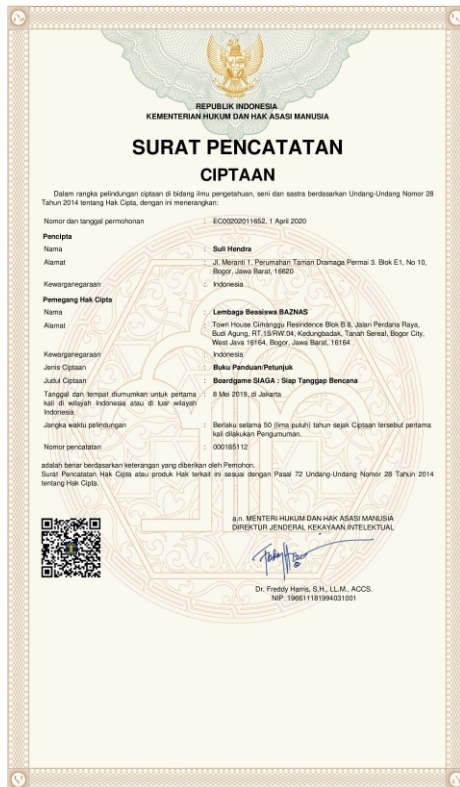 REPUBLIK INDONESIA
KEMENTERIAN HUKUM DAN HAK ASASI MANUSIA
SURAT PENCATATAN
CIPTAAN
Dalam rangka pelindungan ciptaan di bidang ilmu pengetahuan, seni dan sastra berdasarkan Undang-Undang Nomor 28
Tahun 2014 tentang Hak Cipta, dengan ini menerangkan:
Nomor dan tanggal permohonan : EC00202011652, 1 April 2020
Pencipta
Nama : Suli Hendra
Alamat : Jl. Meranti 1. Perumahan Taman Dramaga Permai 3. Blok E1, No 10,
Bogor, Jawa Barat, 16620
Kewarganegaraan : Indonesia
Pemegang Hak Cipta
Nama : Lembaga Beasiswa BAZNAS
Alamat : Town House Cimanggu Resindence Blok B 6, Jalan Perdana Raya,
Budi Agung, RT.15/RW.04, Kedungbadak, Tanah Sereal, Bogor City,
West Java 16164, Bogor, Jawa Barat, 16164
Kewarganegaraan : Indonesia
Jenis Ciptaan : Buku Panduan/Petunjuk
Judul Ciptaan : Boardgame SIAGA : Siap Tanggap Bencana
Tanggal dan tempat diumumkan untuk pertama : 8 Mei 2019, di Jakarta
kali di wilayah Indonesia atau di luar wilayah
Indonesia
Jangka waktu pelindungan : Berlaku selama 50 (lima puluh) tahun sejak Ciptaan tersebut pertama
kali dilakukan Pengumuman.
Nomor pencatatan : 000185112
adalah benar berdasarkan keterangan yang diberikan oleh Pemohon.
Surat Pencatatan Hak Cipta atau produk Hak terkait ini sesuai dengan Pasal 72 Undang-Undang Nomor 28 Tahun 2014
tentang Hak Cipta.
a.n. MENTERI HUKUM DAN HAK ASASI MANUSIA
DIREKTUR JENDERAL KEKAYAAN INTELEKTUAL
Dr. Freddy Harris, S.H., LL.M., ACCS.
NIP. 196611181994031001